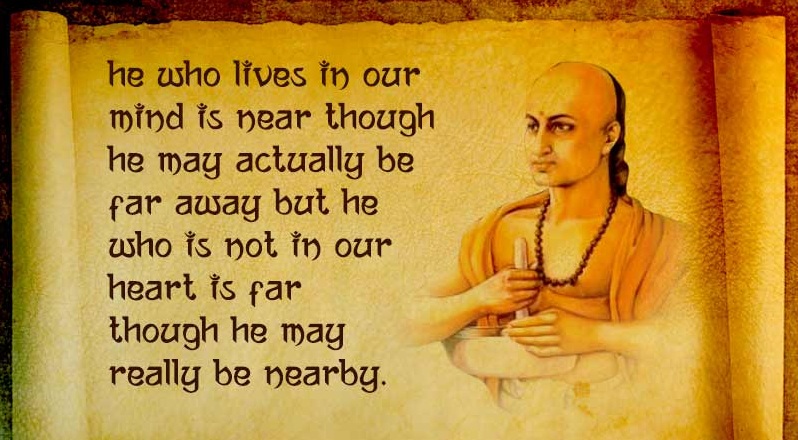 he who lives in our
mind is near though
he may actually be
far away but he
who is not in our
heart is far
though he may
really be nearby.